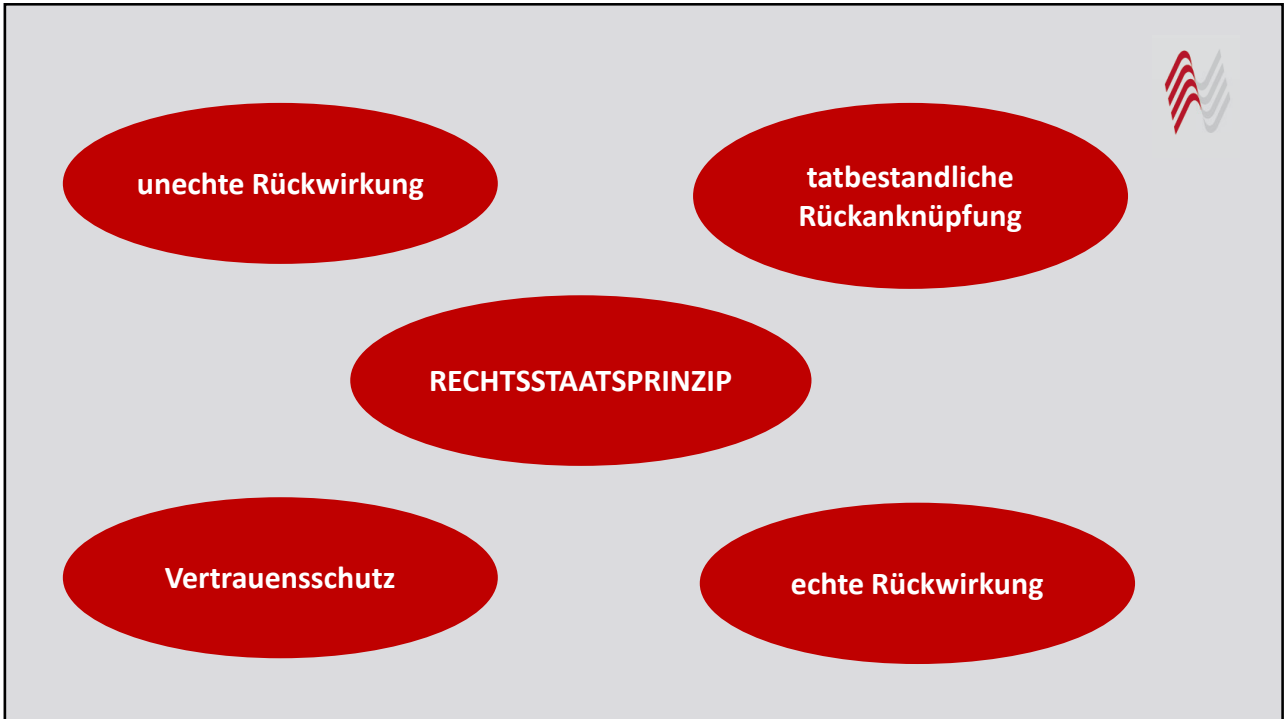 unechte Rückwirkung
tatbestandliche
Rückanknüpfung
RECHTSSTAATSPRINZIP
Vertrauensschutz
echte Rückwirkung